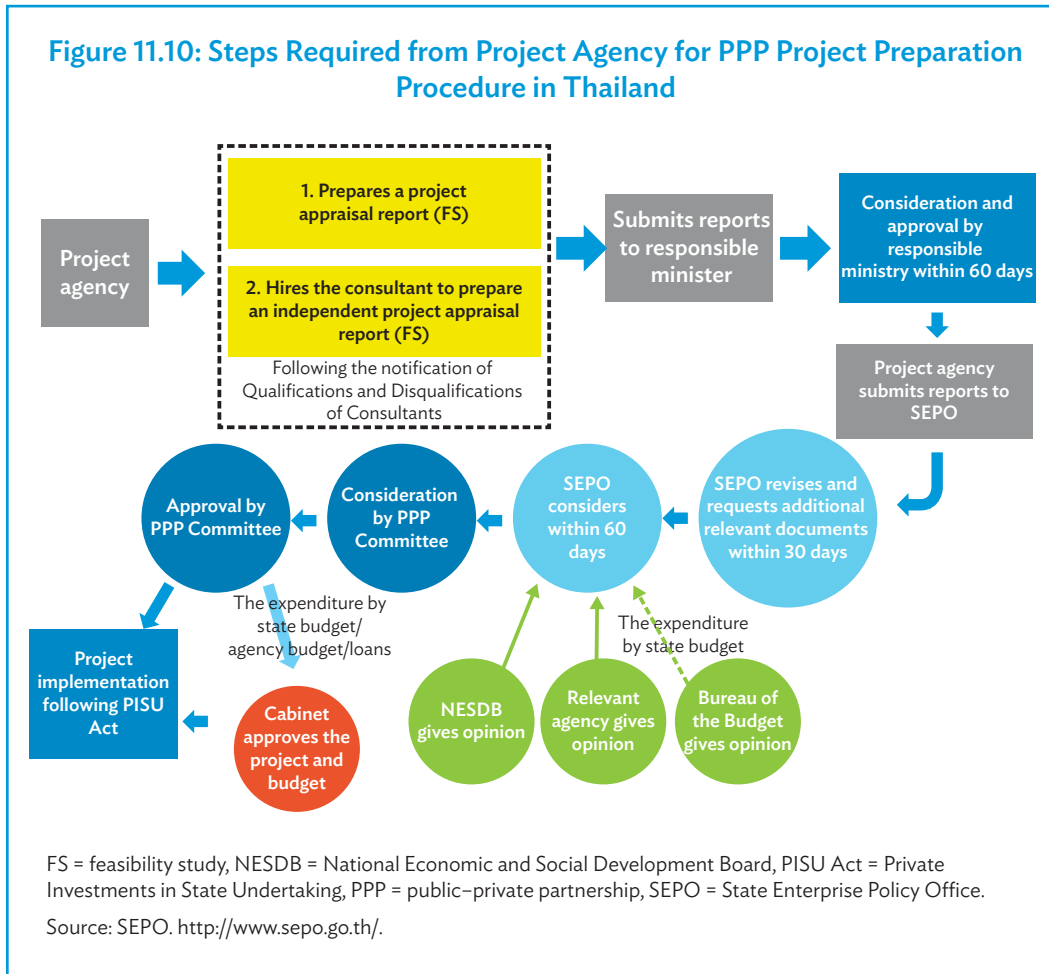 Figure 11.10: Steps Required from Project Agency for PPP Project Preparation
Procedure in Thailand
Project
agency
1. Prepares a project
appraisal report (FS)
2. Hires the consultant to prepare
an independent project appraisal
report (FS)
Following the notification of
Qualifications and Disqualifications
of Consultants
Submits reports
to responsible
minister
Consideration and
approval by
responsible
ministry within 60 days
Project agency
submits reports to
SEPO
SEPO revises and
requests additional
relevant documents
within 30 days
SEPO
considers
within 60
days
Consideration
by PPP
Committee
Approval by
PPP Committee
The expenditure by
state budget/
agency budget/loans
The expenditure
by state budget
Project
implementation
following PISU
Act
Cabinet
approves the
project and
budget
NESDB
gives opinion
Relevant
agency gives
opinion
Bureau of
the Budget
gives opinion
FS = feasibility study, NESDB = National Economic and Social Development Board, PISU Act = Private
Investments in State Undertaking, PPP = public–private partnership, SEPO = State Enterprise Policy Office.
Source: SEPO. http://www.sepo.go.th/.